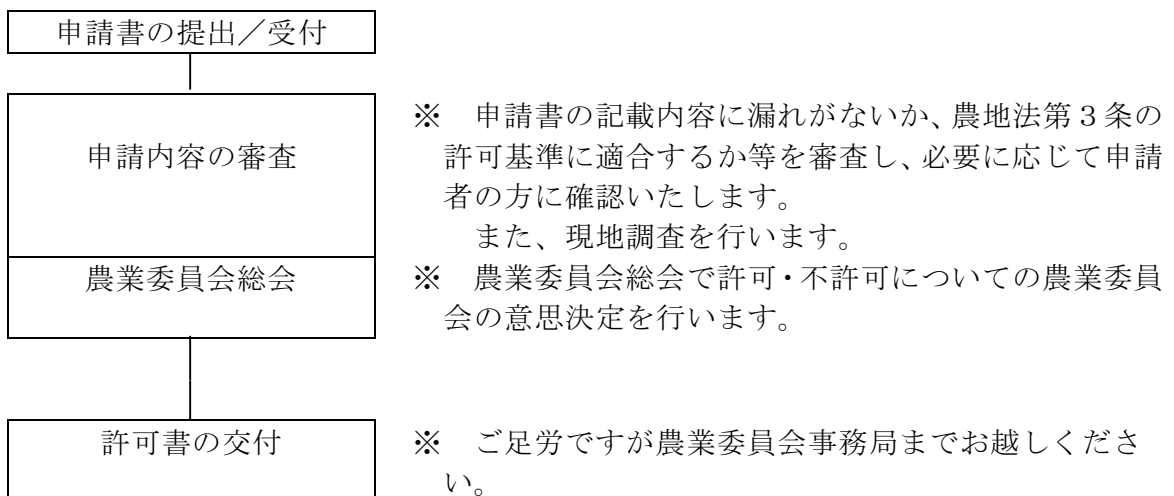 申請書の提出／受付
申請内容の審査
※　申請書の記載内容に漏れがないか、農地法第３条の
許可基準に適合するか等を審査し、必要に応じて申請
者の方に確認いたします。
また、現地調査を行います。
農業委員会総会
※　農業委員会総会で許可・不許可についての農業委員
会の意思決定を行います。
許可書の交付
※　ご足労ですが農業委員会事務局までお越しくださ
い。